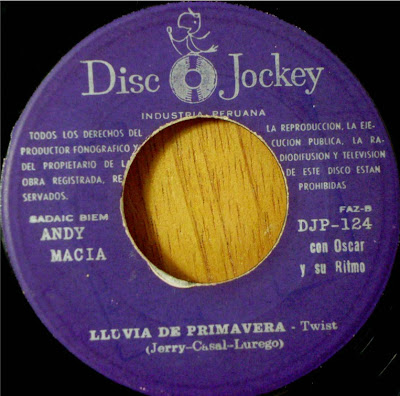 Disc Jockey
INDUSTRIA PERUANA
TODOS LOS DERECHOS DEL
PRODUCTOR FONOGRAFICO Y
DEL PROPIETARIO DE LA
OBRA REGISTRADA, RE
SERVADOS.
LA REPRODUCCION, LA EJE-
CUCION PUBLICA, LA RA-
DIODIFUSION Y TELEVISION
DE ESTE DISCO ESTAN
PROHIBIDAS
SADAIC BIEM
ANDY
MACIA
FAZ-B
DJP-124
con Oscar
y su Ritmo
LLUVIA DE PRIMAVERA - Twist
(Jerry-Casal-Lurego)